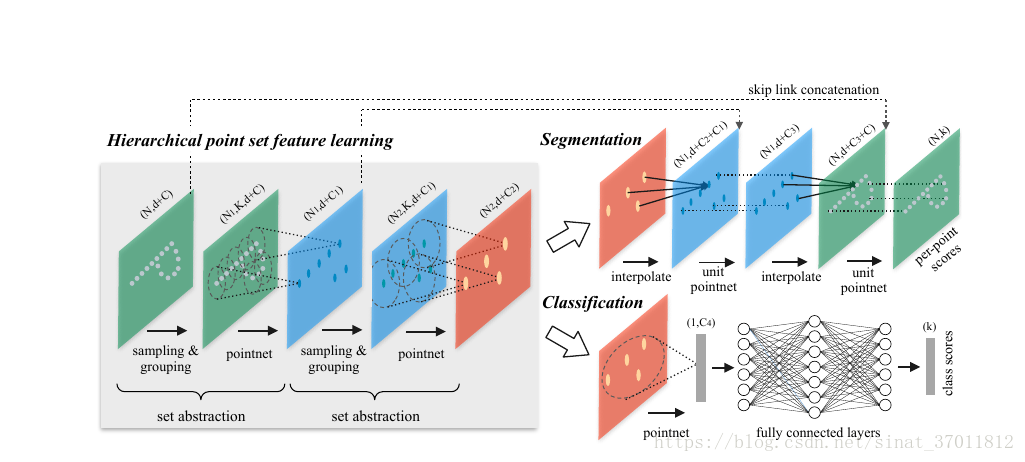 skip link concatenation
Hierarchical point set feature learning
Segmentation
(N,d+C)
(N1,K,d+C)
(N1,d+C1)
(N2,K,d+C1)
(N2,d+C2)
(N1,d+C2+C1)
(N1,d+C3)
(N,d+C3+C)
(N,k)
interpolate
unit
pointnet
interpolate
unit
pointnet
per-point
scores
sampling &
grouping
pointnet
sampling &
grouping
pointnet
set abstraction
set abstraction
Classification
(1,C4)
(k)
class scores
pointnet
fully connected layers
https://blog.csdn.net/sinat_37011812